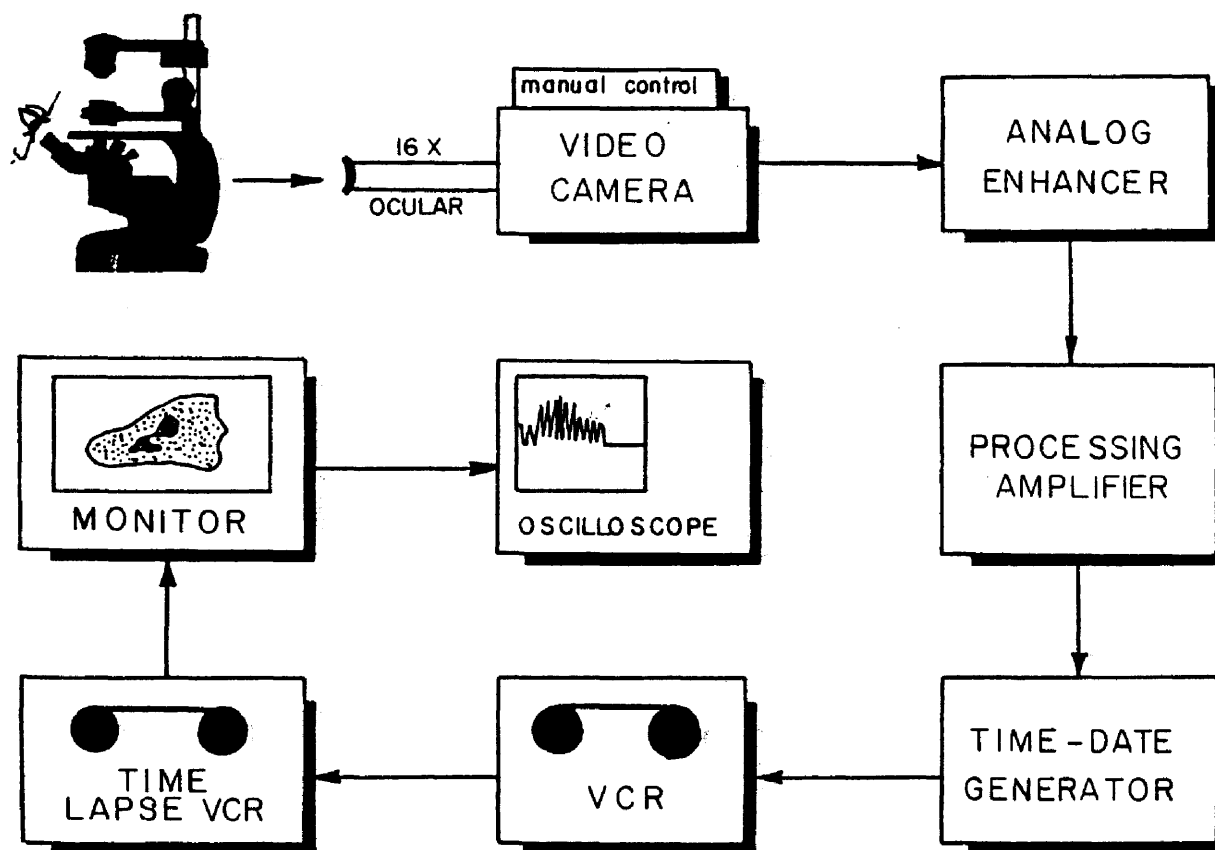 manual control
16 X
OCULAR
VIDEO
CAMERA
ANALOG
ENHANCER
MONITOR
OSCILLOSCOPE
PROCESSING
AMPLIFIER
TIME
LAPSE VCR
VCR
TIME-DATE
GENERATOR